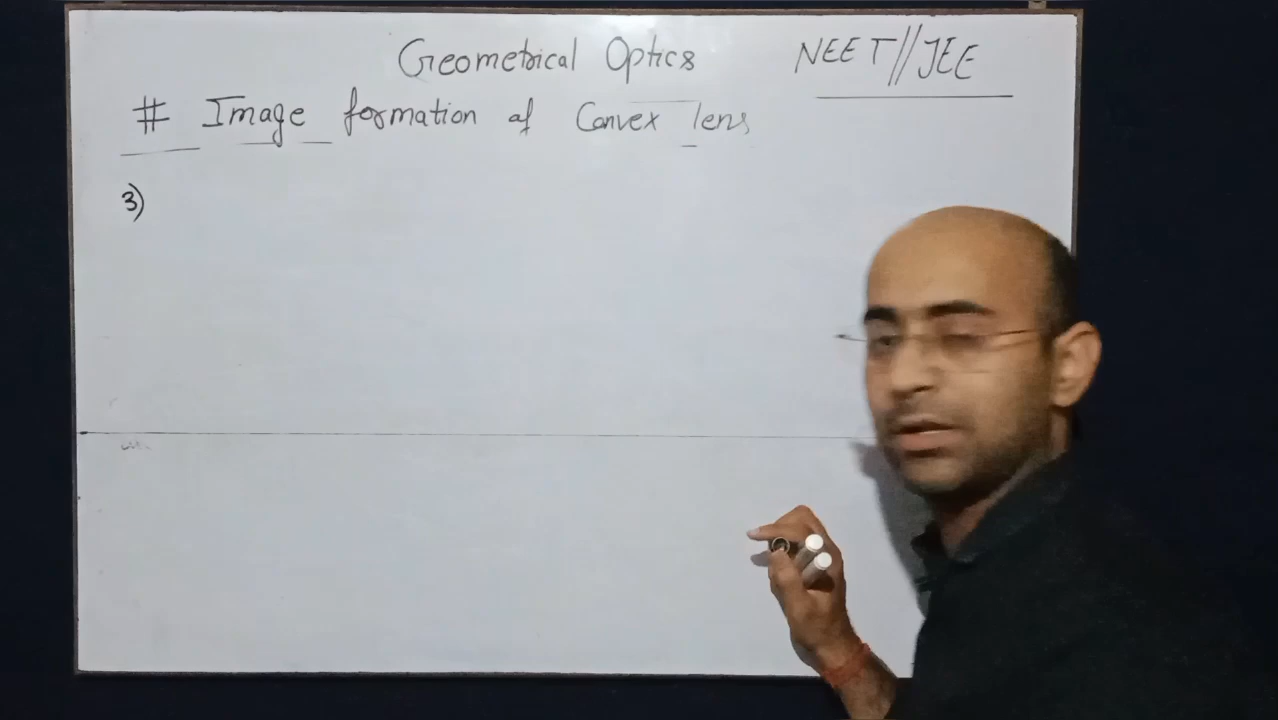 Geometrical Optics NEET//JEE
# Image formation of Convex lens
3)